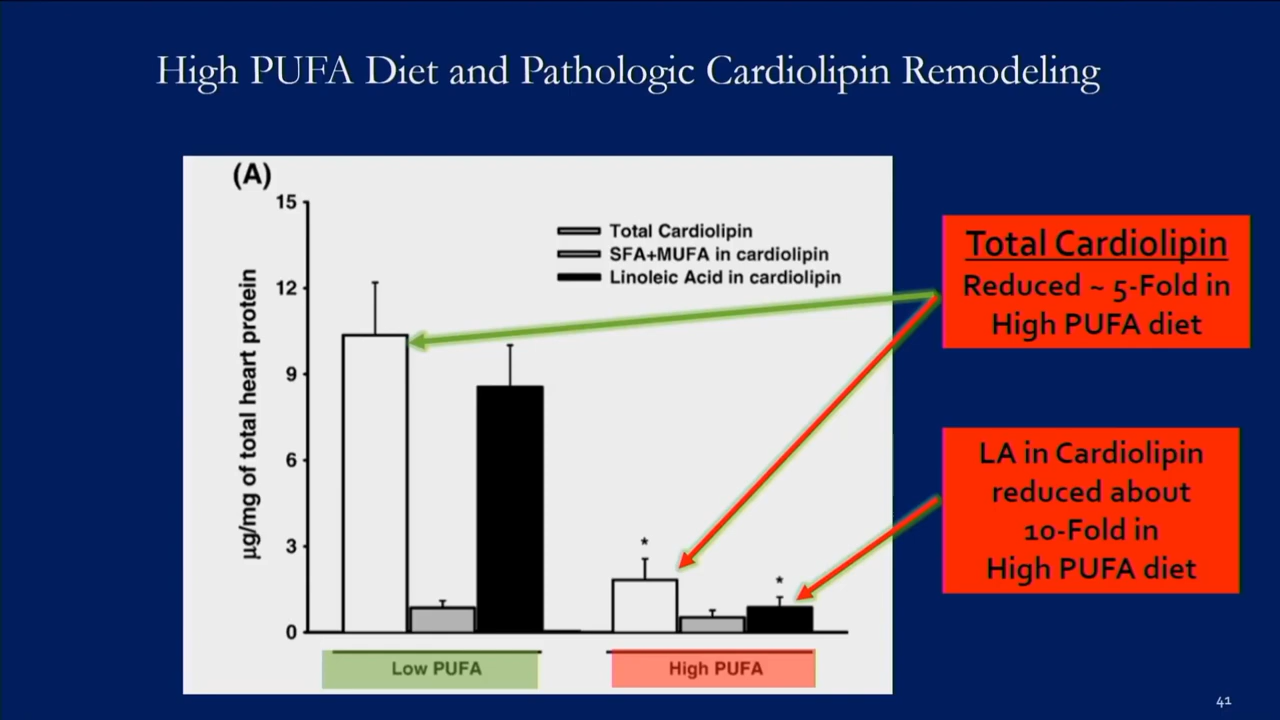 High PUFA Diet and Pathologic Cardiolipin Remodeling
(A)
15
12
9
6
3
0
µg/mg of total heart protein
Total Cardiolipin
SFA+MUFA in cardiolipin
Linoleic Acid in cardiolipin
*
*
Low PUFA
High PUFA
Total Cardiolipin
Reduced ~ 5-Fold in
High PUFA diet
LA in Cardiolipin
reduced about
10-Fold in
High PUFA diet
41